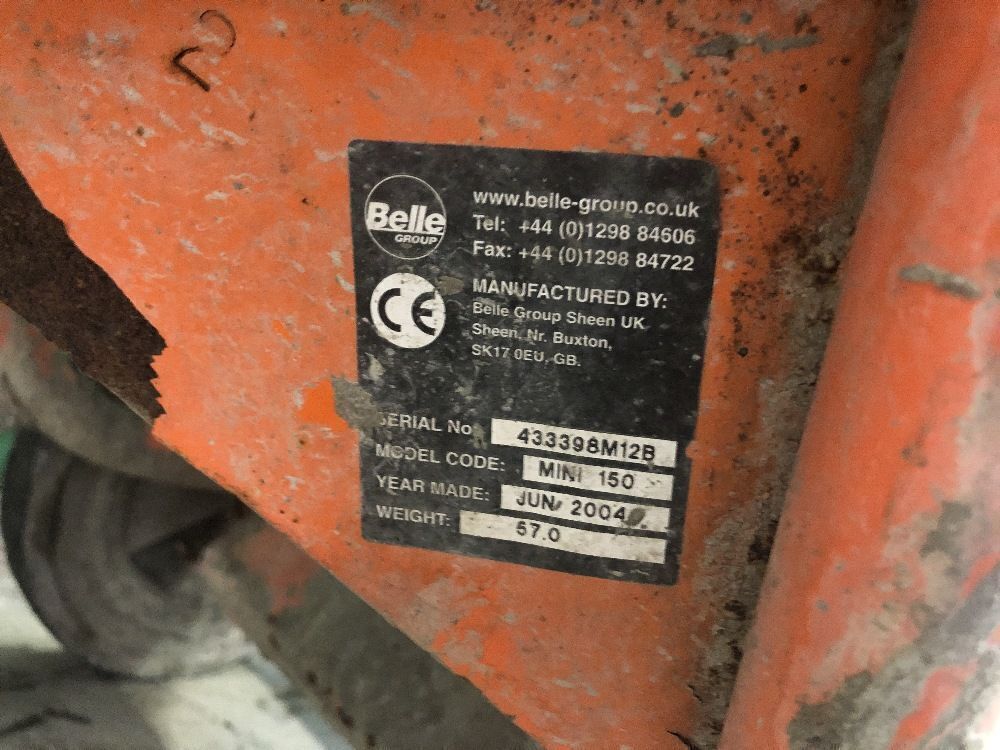 Belle
GROUP
www.belle-group.co.uk
Tel: +44 (0)1298 84606
Fax: +44 (0)1298 84722
CE
MANUFACTURED BY:
Belle Group Sheen UK
Sheen, Nr. Buxton,
SK17 0EU, GB.
SERIAL No 433398M12B
MODEL CODE: MINI 150
YEAR MADE: JUN 2004
WEIGHT: 57.0